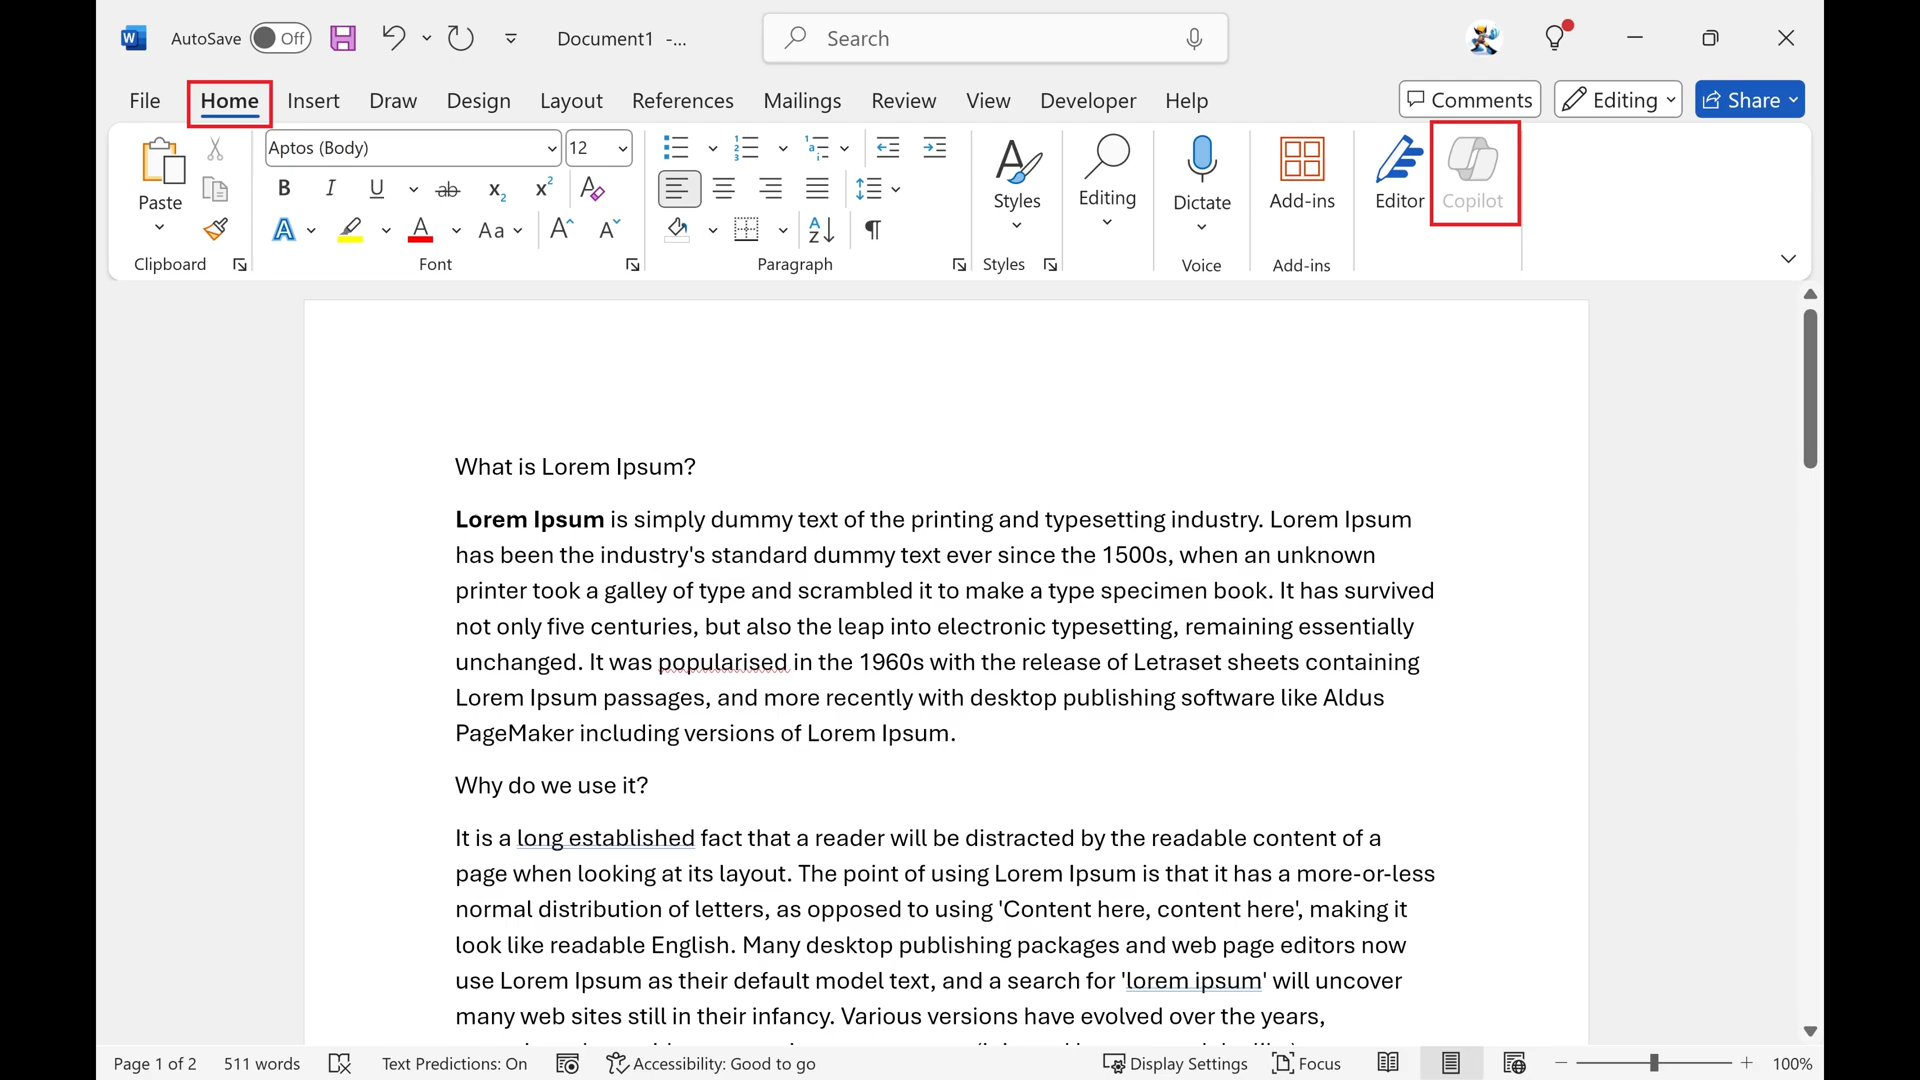 AutoSave Off Document1 -... Search
File Home Insert Draw Design Layout References Mailings Review View Developer Help Comments Editing Share
Aptos (Body) 12
Paste Styles Editing Dictate Add-ins Editor Copilot
Clipboard Font Paragraph Styles Voice Add-ins
What is Lorem Ipsum?
Lorem Ipsum is simply dummy text of the printing and typesetting industry. Lorem Ipsum
has been the industry's standard dummy text ever since the 1500s, when an unknown
printer took a galley of type and scrambled it to make a type specimen book. It has survived
not only five centuries, but also the leap into electronic typesetting, remaining essentially
unchanged. It was popularised in the 1960s with the release of Letraset sheets containing
Lorem Ipsum passages, and more recently with desktop publishing software like Aldus
PageMaker including versions of Lorem Ipsum.
Why do we use it?
It is a long established fact that a reader will be distracted by the readable content of a
page when looking at its layout. The point of using Lorem Ipsum is that it has a more-or-less
normal distribution of letters, as opposed to using 'Content here, content here', making it
look like readable English. Many desktop publishing packages and web page editors now
use Lorem Ipsum as their default model text, and a search for 'lorem ipsum' will uncover
many web sites still in their infancy. Various versions have evolved over the years,
Page 1 of 2 511 words Text Predictions: On Accessibility: Good to go Display Settings Focus 100%